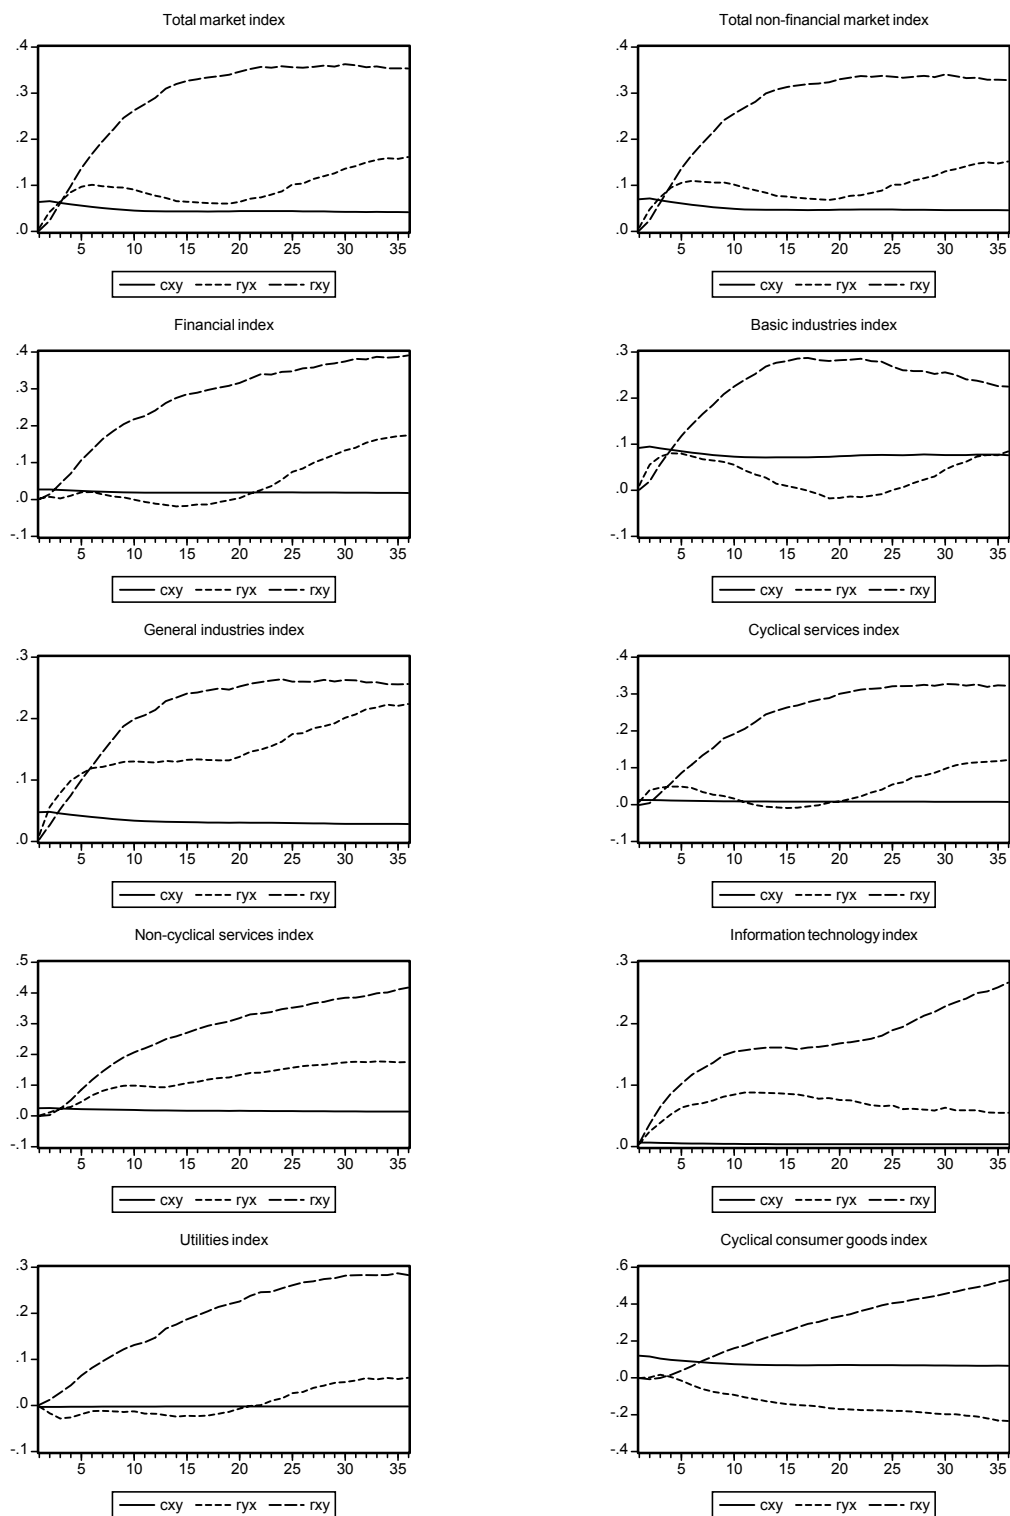 Total market index
.4
.3
.2
.1
.0
5 10 15 20 25 30 35
cxy ryx rxy
Total non-financial market index
.4
.3
.2
.1
.0
5 10 15 20 25 30 35
cxy ryx rxy
Financial index
.4
.3
.2
.1
.0
-.1
5 10 15 20 25 30 35
cxy ryx rxy
Basic industries index
.3
.2
.1
.0
-.1
5 10 15 20 25 30 35
cxy ryx rxy
General industries index
.3
.2
.1
.0
5 10 15 20 25 30 35
cxy ryx rxy
Cyclical services index
.4
.3
.2
.1
.0
-.1
5 10 15 20 25 30 35
cxy ryx rxy
Non-cyclical services index
.5
.4
.3
.2
.1
.0
-.1
5 10 15 20 25 30 35
cxy ryx rxy
Information technology index
.3
.2
.1
.0
5 10 15 20 25 30 35
cxy ryx rxy
Utilities index
.3
.2
.1
.0
-.1
5 10 15 20 25 30 35
cxy ryx rxy
Cyclical consumer goods index
.6
.4
.2
.0
-.2
-.4
5 10 15 20 25 30 35
cxy ryx rxy